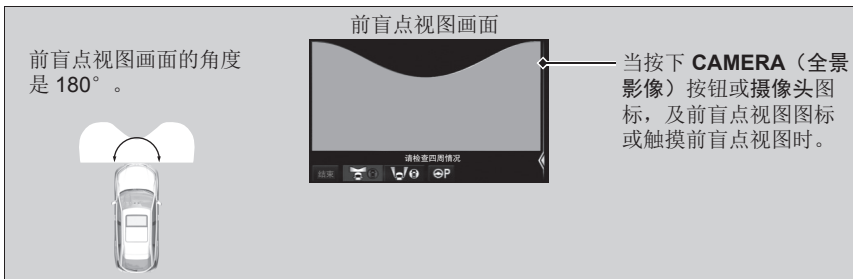 前盲点视图画面
前盲点视图画面的角度
是 180°。
请检查四周情况
结束
P
当按下 CAMERA（全景
影像）按钮或摄像头图
标，及前盲点视图图标
或触摸前盲点视图时。